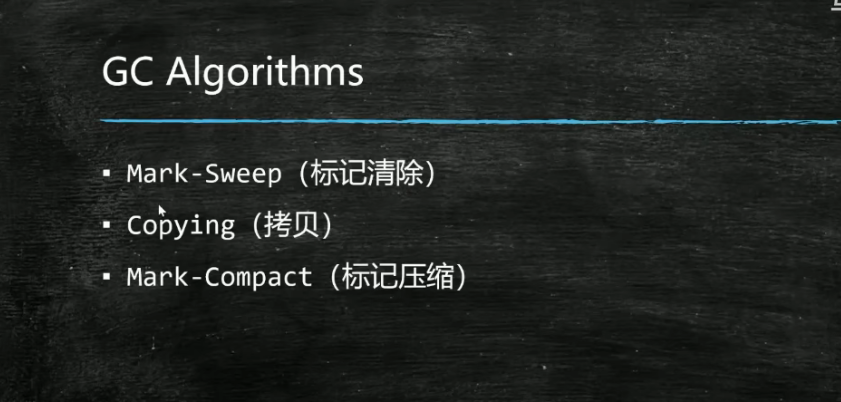 GC Algorithms
▪ Mark-Sweep（标记清除）
▪ Copying（拷贝）
▪ Mark-Compact（标记压缩）